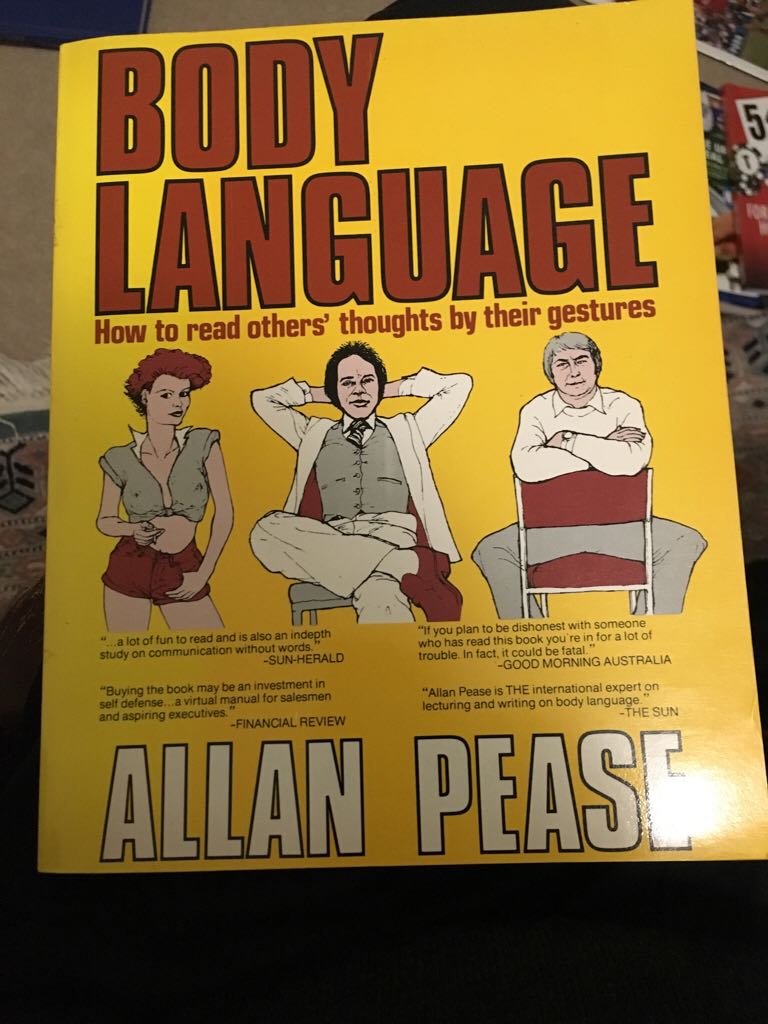 BODY
LANGUAGE
How to read others' thoughts by their gestures
"...a lot of fun to read and is also an indepth
study on communication without words."
-SUN-HERALD
"Buying the book may be an investment in
self defense...a virtual manual for salesmen
and aspiring executives."
-FINANCIAL REVIEW
"If you plan to be dishonest with someone
who has read this book you're in for a lot of
trouble. In fact, it could be fatal."
-GOOD MORNING AUSTRALIA
"Allan Pease is THE international expert on
lecturing and writing on body language."
-THE SUN
ALLAN PEASE
5
FOR